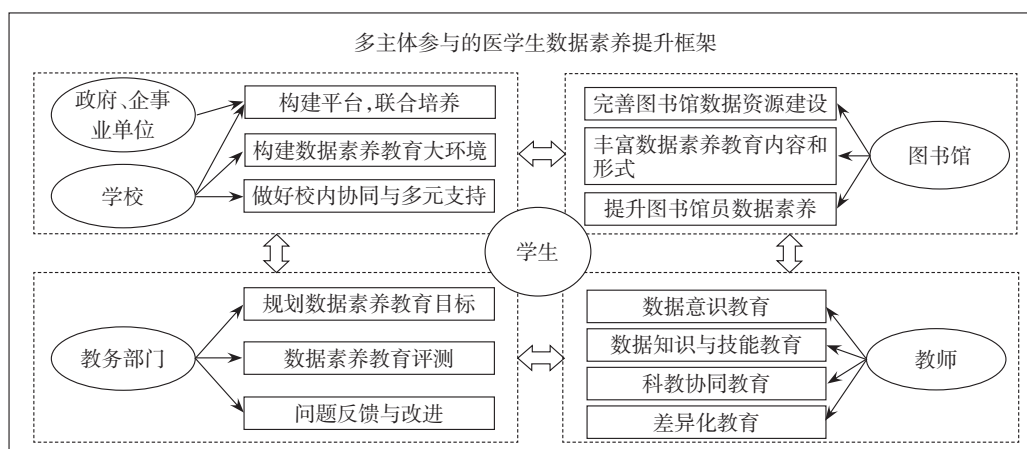 多主体参与的医学生数据素养提升框架
政府、企事
业单位
学校
构建平台,联合培养
构建数据素养教育大环境
做好校内协同与多元支持
完善图书馆数据资源建设
丰富数据素养教育内容和
形式
提升图书馆员数据素养
图书馆
学生
教务部门
规划数据素养教育目标
数据素养教育评测
问题反馈与改进
数据意识教育
数据知识与技能教育
科教协同教育
差异化教育
教师